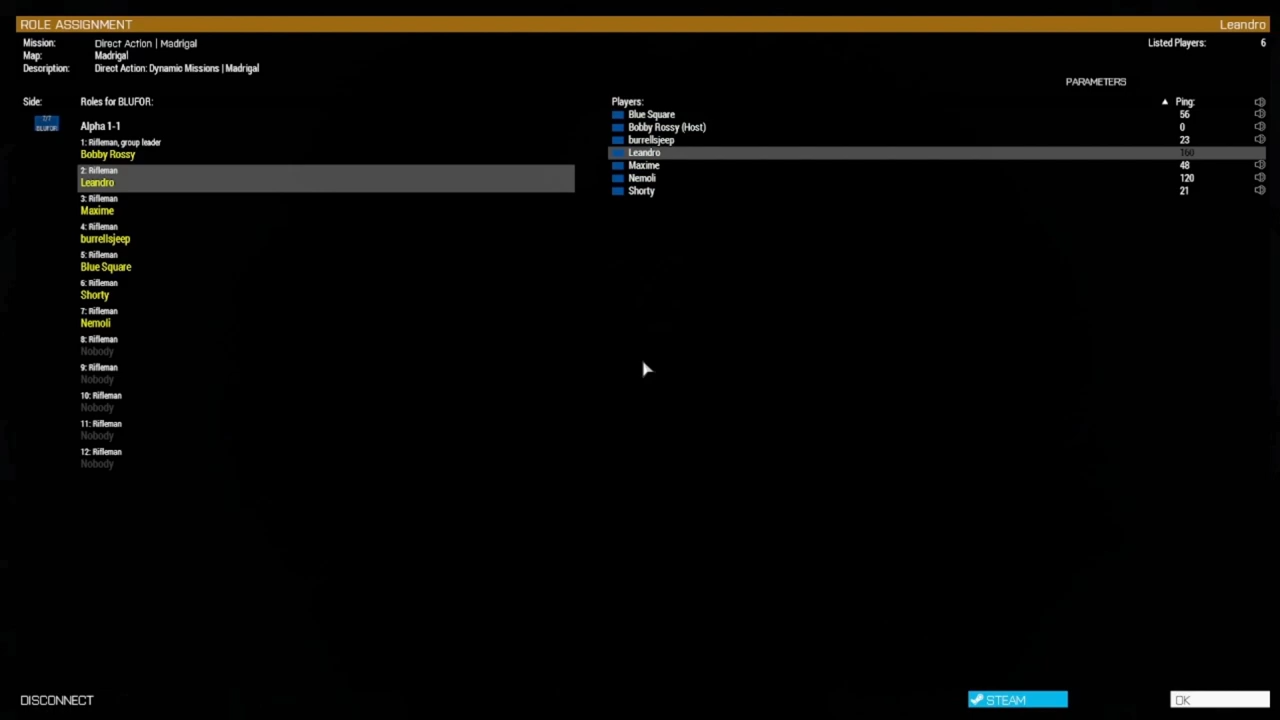 ROLE ASSIGNMENT Leandro
Mission: Direct Action | Madrigal Listed Players: 6
Map: Madrigal
Description: Direct Action: Dynamic Missions | Madrigal
PARAMETERS
Side: Roles for BLUFOR: Players: Ping:
7/7
BLUFOR
Alpha 1-1
1: Rifleman, group leader
Bobby Rossy
2: Rifleman
Leandro
3: Rifleman
Maxime
4: Rifleman
burrellsjeep
5: Rifleman
Blue Square
6: Rifleman
Shorty
7: Rifleman
Nemoli
8: Rifleman
Nobody
9: Rifleman
Nobody
10: Rifleman
Nobody
11: Rifleman
Nobody
12: Rifleman
Nobody
Blue Square 56
Bobby Rossy (Host) 0
burrellsjeep 23
Leandro 160
Maxime 48
Nemoli 120
Shorty 21
DISCONNECT STEAM OK